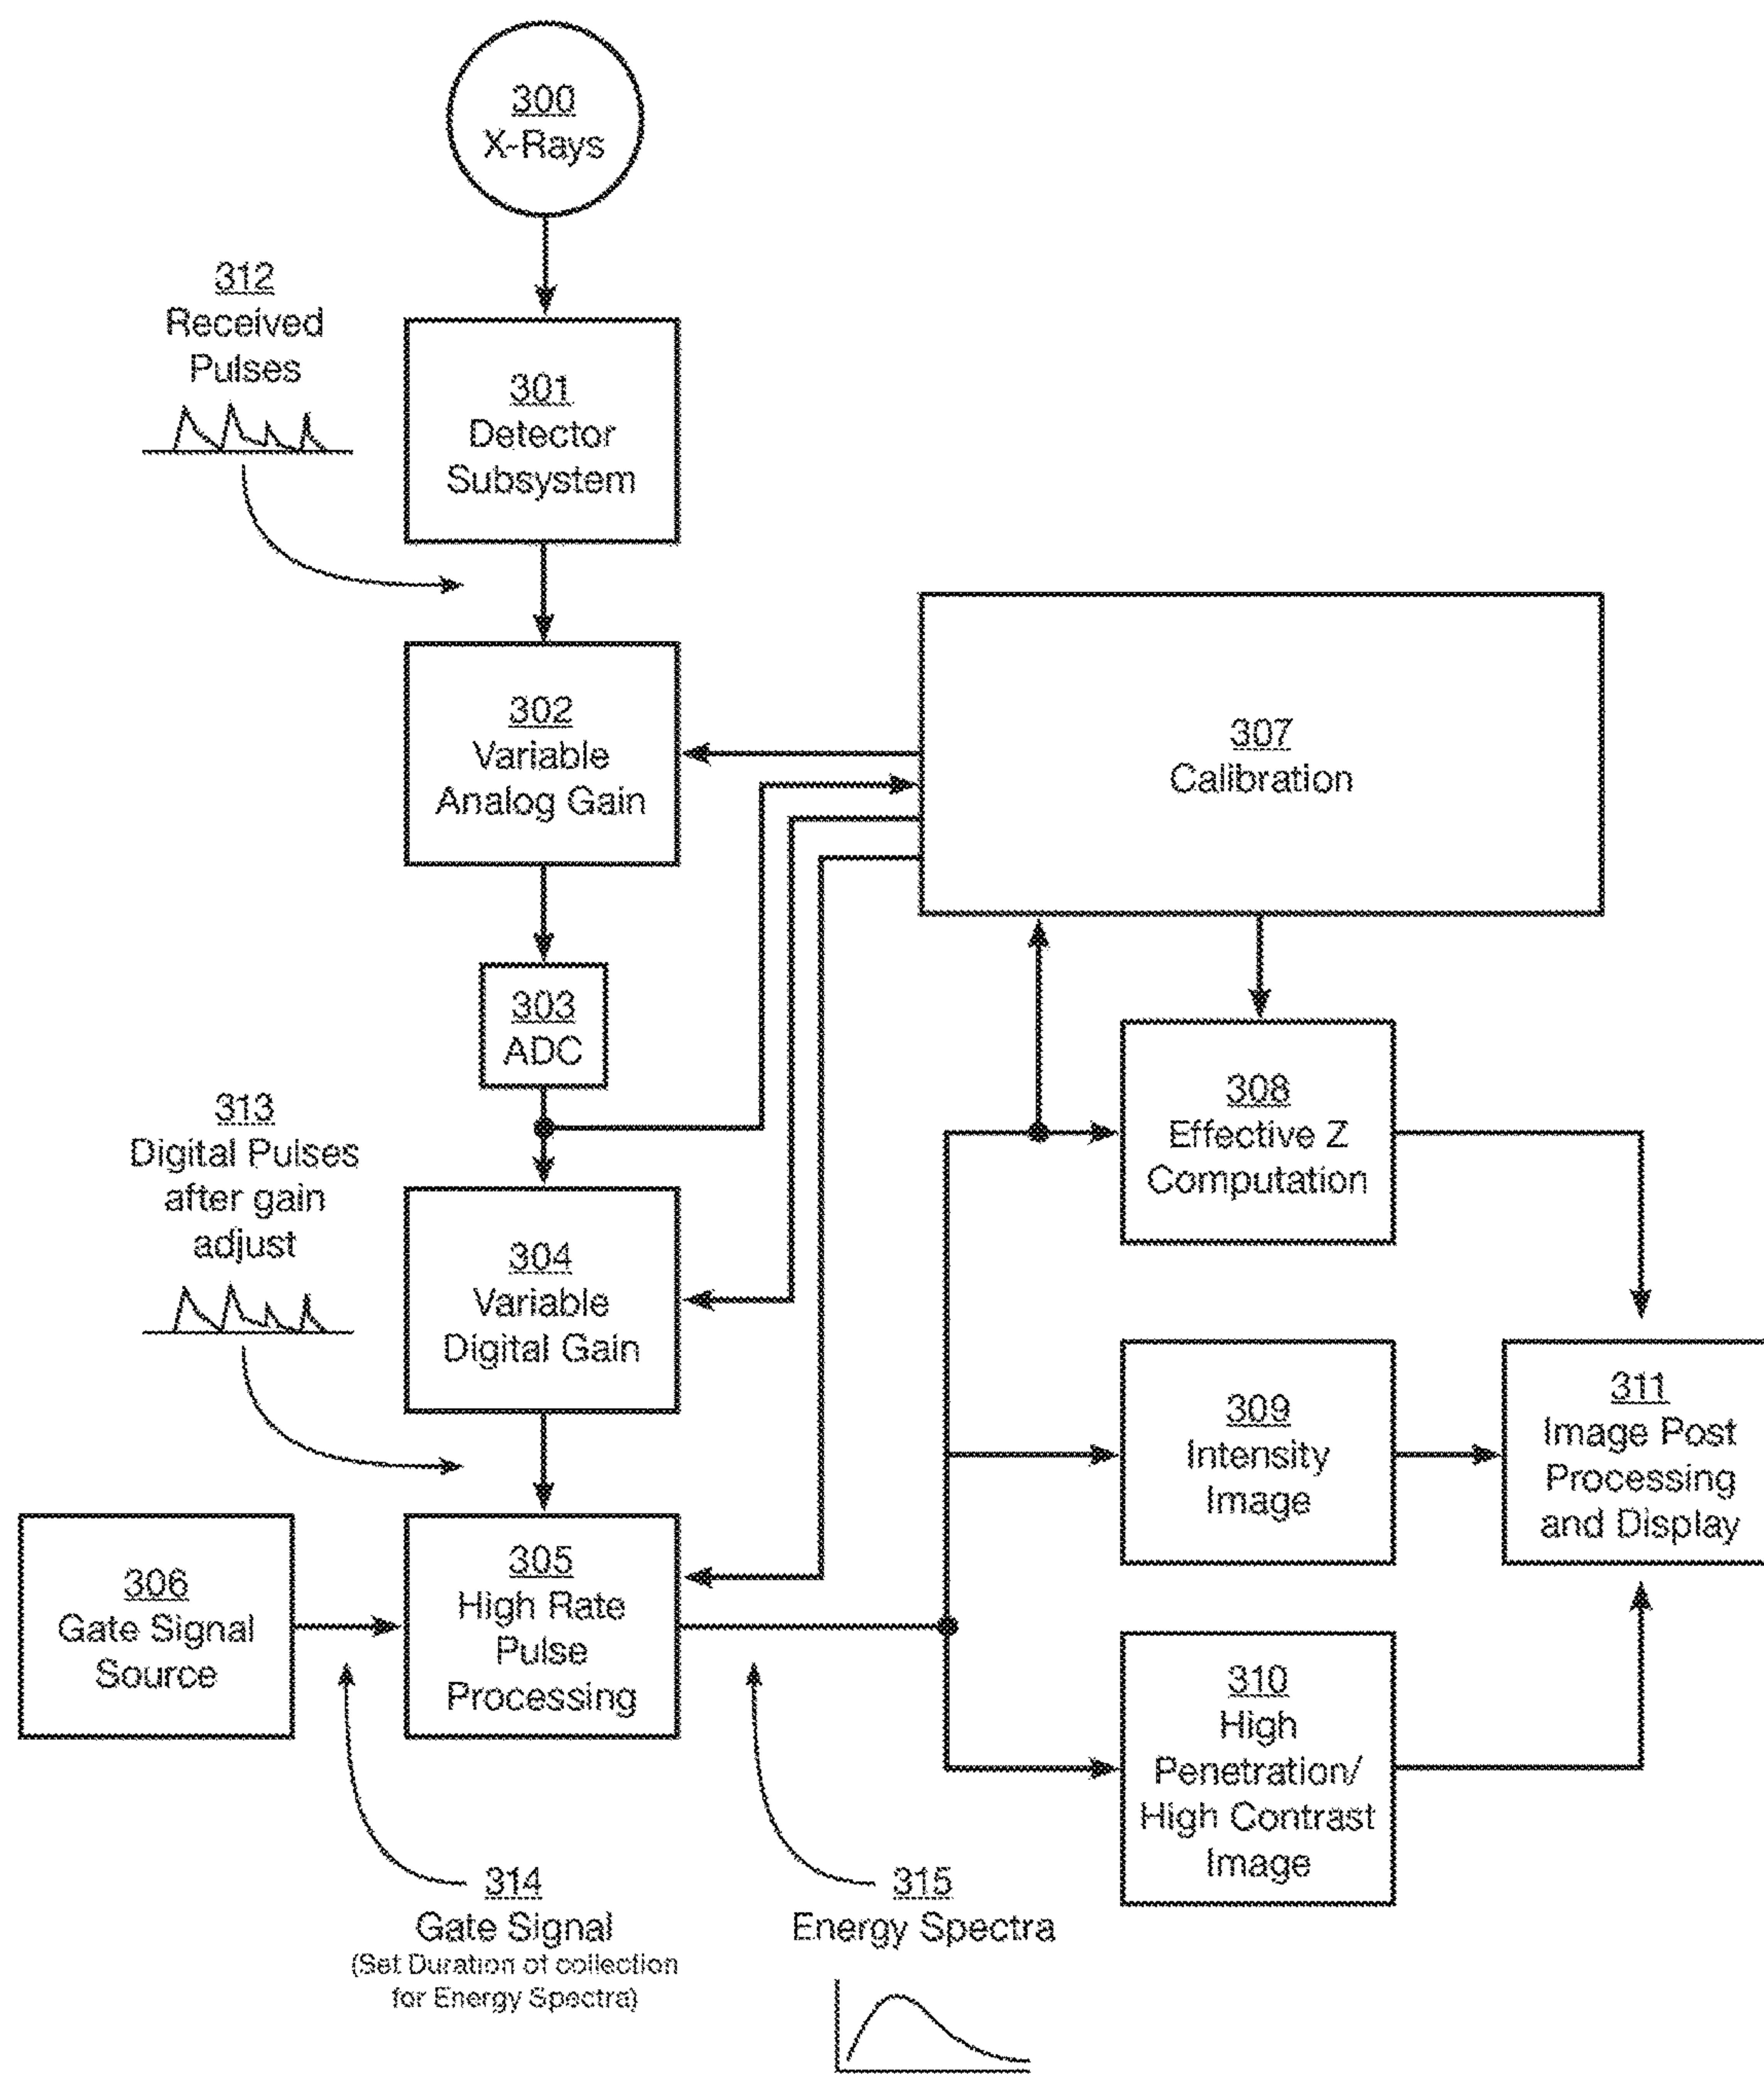 300
X-Rays
312
Received
Pulses
301
Detector
Subsystem
302
Variable
Analog Gain
307
Calibration
303
ADC
308
Effective Z
Computation
313
Digital Pulses
after gain
adjust
304
Variable
Digital Gain
309
Intensity
Image
311
Image Post
Processing
and Display
306
Gate Signal
Source
305
High Rate
Pulse
Processing
310
High
Penetration/
High Contrast
Image
314
Gate Signal
(Set Duration of collection
for Energy Spectra)
315
Energy Spectra